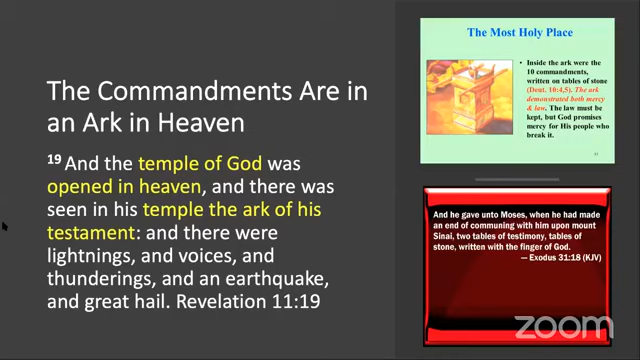 The Commandments Are in
an Ark in Heaven
19 And the temple of God was
opened in heaven, and there was
seen in his temple the ark of his
testament: and there were
lightnings, and voices, and
thunderings, and an earthquake,
and great hail. Revelation 11:19
The Most Holy Place
• Inside the ark were the
10 commandments,
written on tables of stone
(Deut. 10:4,5). The ark
demonstrated both mercy
& law. The law must be
kept, but God promises
mercy for His people who
break it.
And he gave unto Moses, when he had made
an end of communing with him upon mount
Sinai, two tables of testimony, tables of
stone, written with the finger of God.
— Exodus 31:18 (KJV)
zoom